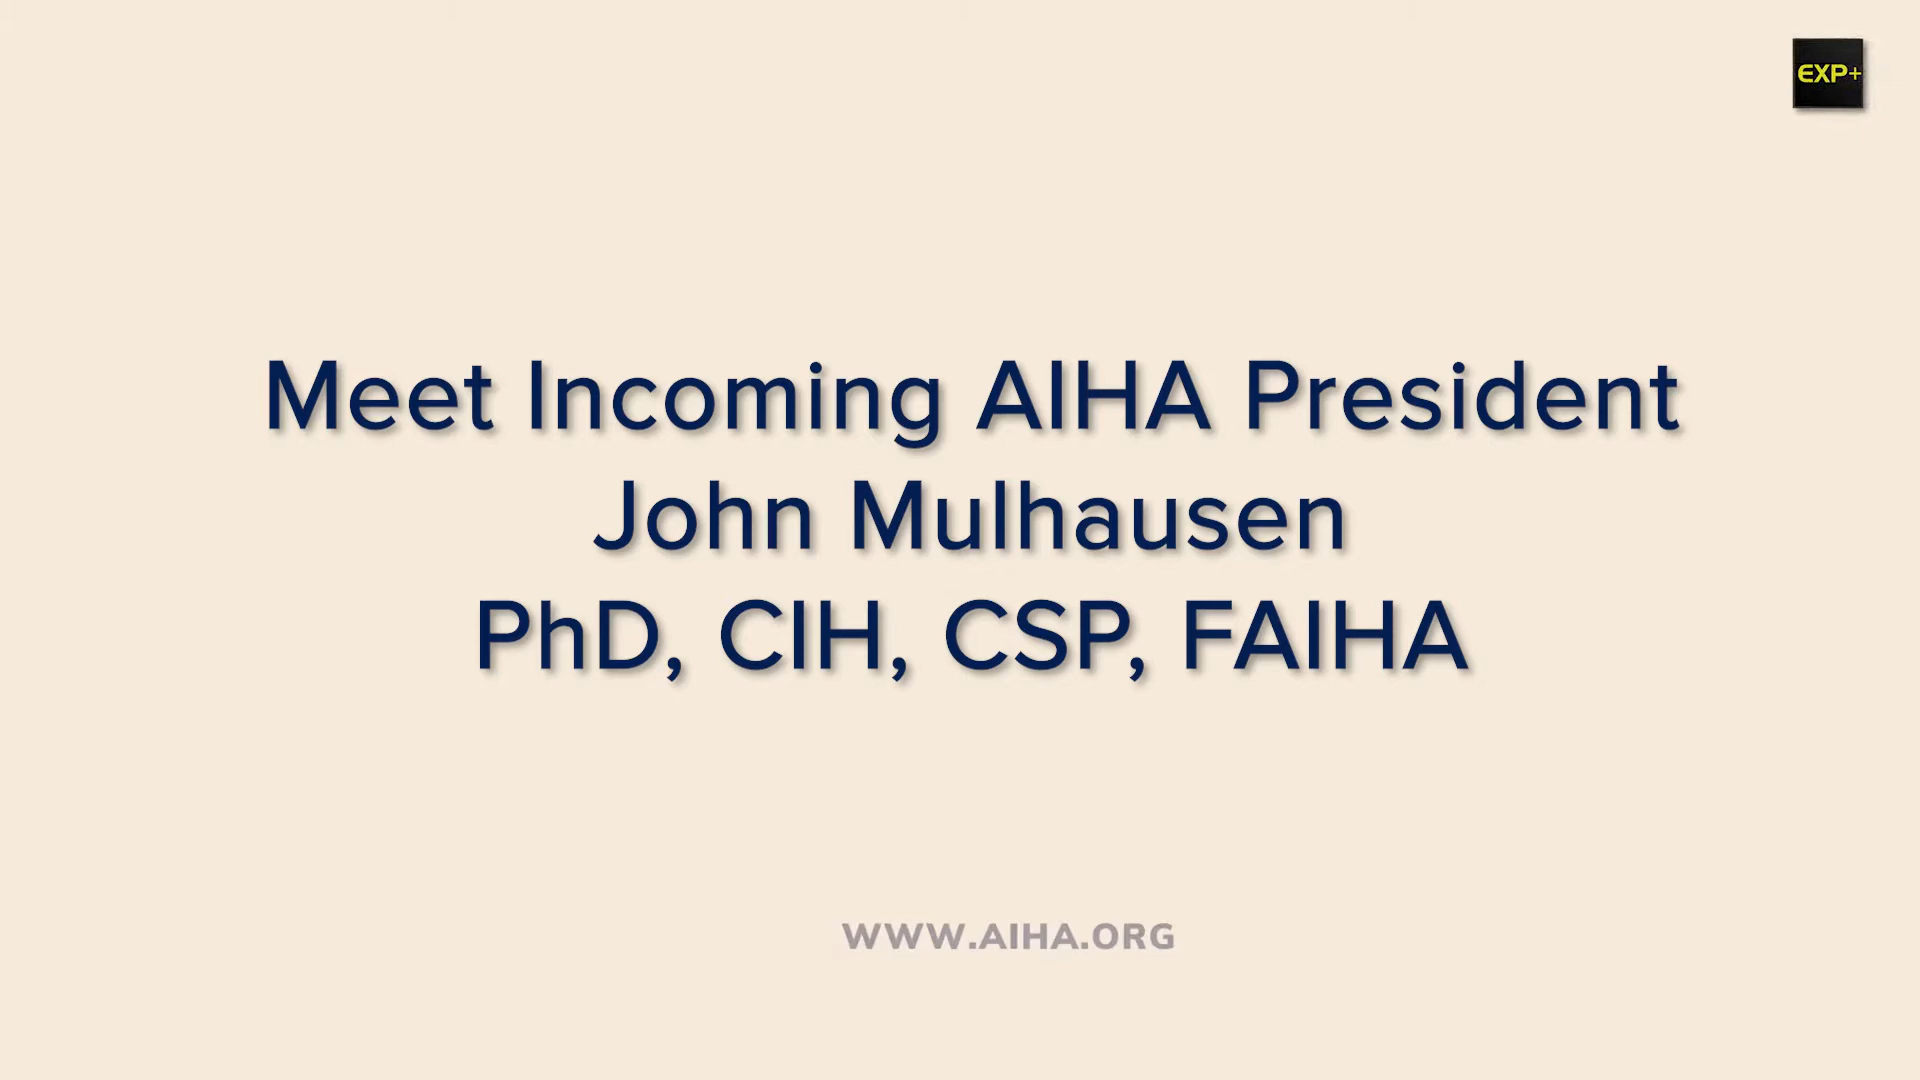 EXP+
Meet Incoming AIHA President
John Mulhausen
PhD, CIH, CSP, FAIHA
WWW.AIHA.ORG